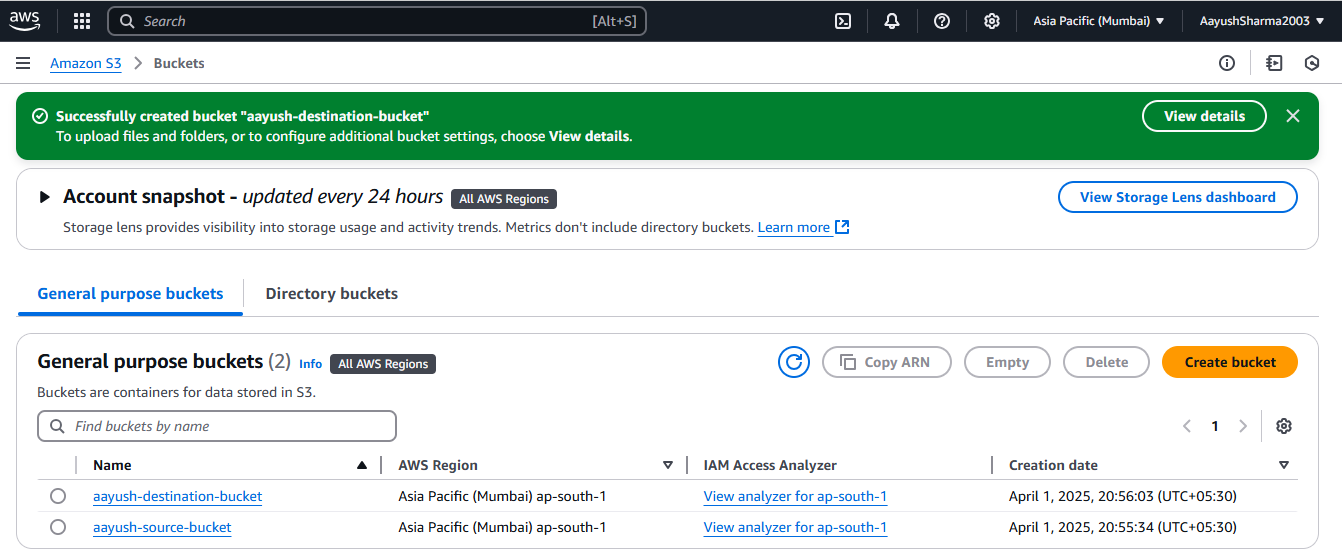 aws
Search [Alt+S] Asia Pacific (Mumbai) AayushSharma2003
Amazon S3 Buckets
Successfully created bucket "aayush-destination-bucket"
To upload files and folders, or to configure additional bucket settings, choose View details.
View details
Account snapshot - updated every 24 hours All AWS Regions
View Storage Lens dashboard
Storage lens provides visibility into storage usage and activity trends. Metrics don't include directory buckets. Learn more
General purpose buckets Directory buckets
General purpose buckets (2) Info All AWS Regions
Copy ARN Empty Delete Create bucket
Buckets are containers for data stored in S3.
Find buckets by name
1
Name AWS Region IAM Access Analyzer Creation date
aayush-destination-bucket Asia Pacific (Mumbai) ap-south-1 View analyzer for ap-south-1 April 1, 2025, 20:56:03 (UTC+05:30)
aayush-source-bucket Asia Pacific (Mumbai) ap-south-1 View analyzer for ap-south-1 April 1, 2025, 20:55:34 (UTC+05:30)